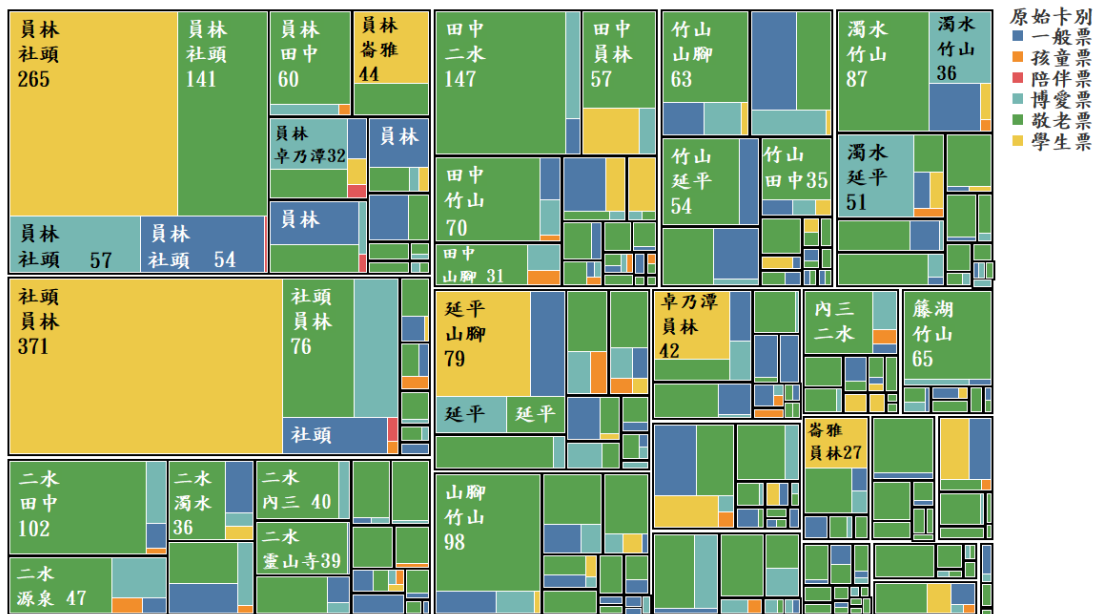 員林
社頭
265
員林
社頭
141
員林
田中
60
員林
崙雅
44
員林
卓乃潭32
員林
員林
社頭 57
員林
社頭 54
員林
田中
二水
147
田中
員林
57
田中
竹山
70
田中
山腳 31
竹山
山腳
63
竹山
延平
54
竹山
田中35
濁水
竹山
87
濁水
竹山
36
濁水
延平
51
原始卡別
一般票
孩童票
陪伴票
博愛票
敬老票
學生票
社頭
員林
371
社頭
員林
76
社頭
延平
山腳
79
延平
延平
卓乃潭
員林
42
內三
二水
藤湖
竹山
65
崙雅
員林27
二水
田中
102
二水
濁水
36
二水
內三 40
二水
靈山寺39
二水
源泉 47
山腳
竹山
98